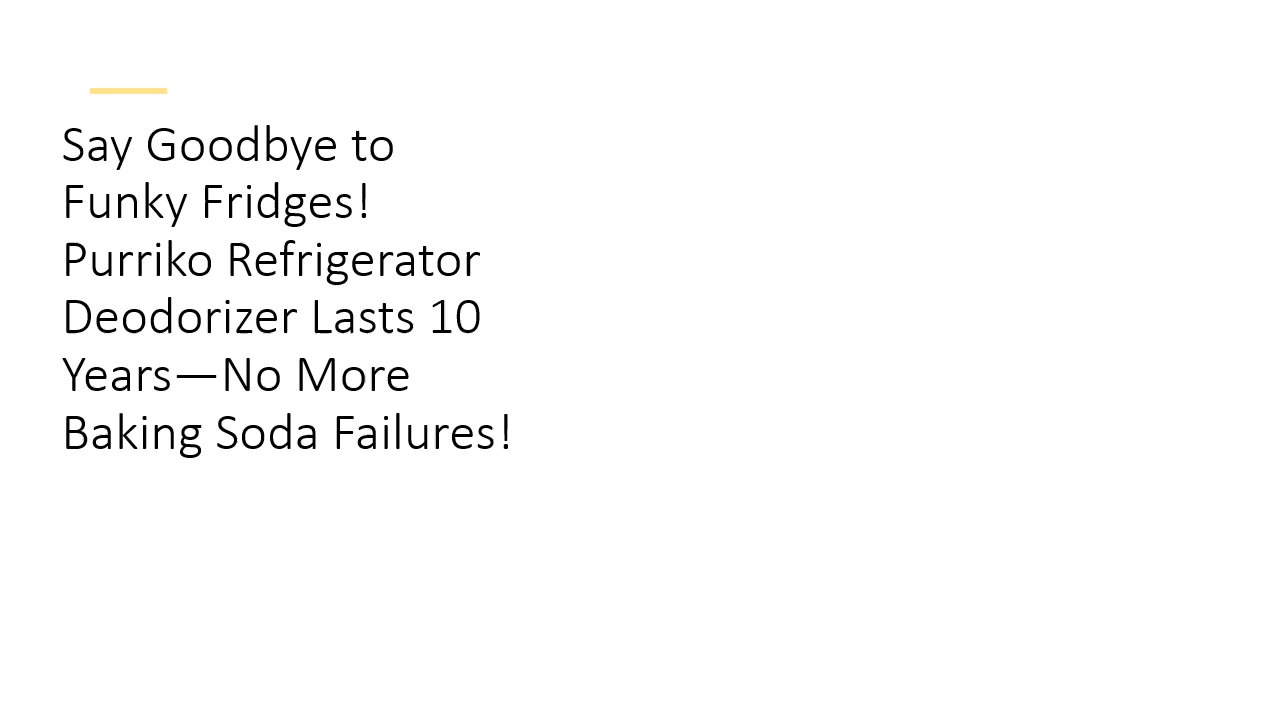 Say Goodbye to
Funky Fridges!
Purriko Refrigerator
Deodorizer Lasts 10
Years—No More
Baking Soda Failures!